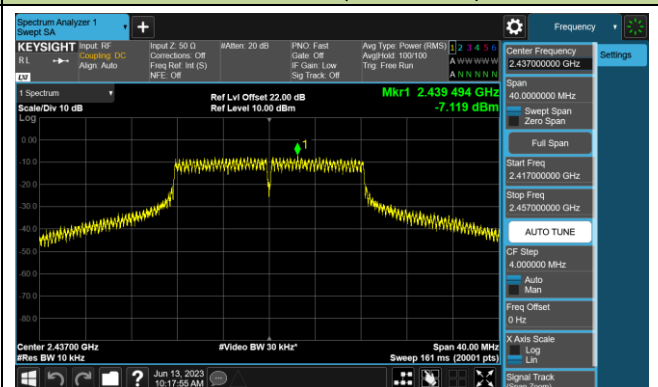 Spectrum Analyzer 1
Swept SA
Frequency
KEYSIGHT
RL
LXI
Input: RF
Coupling: DC
Align: Auto
Input Z: 50 Ω
Corrections: Off
Freq Ref: Int (S)
NFE: Off
#Atten: 20 dB
PNO: Fast
Gate: Off
IF Gain: Low
Sig Track: Off
Avg Type: Power (RMS)
Avg|Hold: 100/100
Trig: Free Run
1 2 3 4 5 6
A W W W W W
A N N N N N
Center Frequency
2.437000000 GHz
Settings
1 Spectrum
Scale/Div 10 dB
Log
Ref Lvl Offset 22.00 dB
Ref Level 10.00 dBm
Mkr1 2.439 494 GHz
-7.119 dBm
Span
40.0000000 MHz
Swept Span
Zero Span
Full Span
Start Freq
2.417000000 GHz
Stop Freq
2.457000000 GHz
AUTO TUNE
CF Step
4.000000 MHz
Auto
Man
Freq Offset
0 Hz
X Axis Scale
Log
Lin
Signal Track
(Span Zoom)
0.00
-10.0
-20.0
-30.0
-40.0
-50.0
-60.0
-70.0
-80.0
1
Center 2.43700 GHz
#Res BW 10 kHz
#Video BW 30 kHz*
Span 40.00 MHz
Sweep 161 ms (20001 pts)
Jun 13, 2023
10:17:55 AM